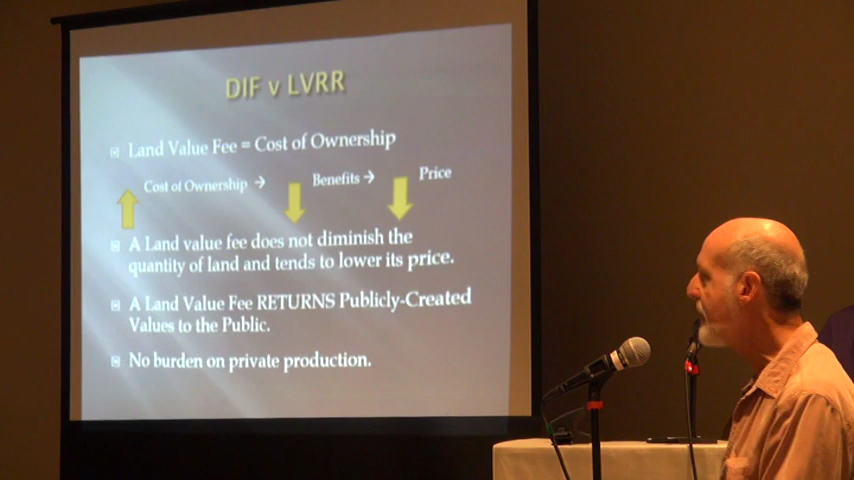 DIF v LVRR
Land Value Fee = Cost of Ownership
Cost of Ownership → Benefits → Price
A Land value fee does not diminish the
quantity of land and tends to lower its price.
A Land Value Fee RETURNS Publicly-Created
Values to the Public.
No burden on private production.